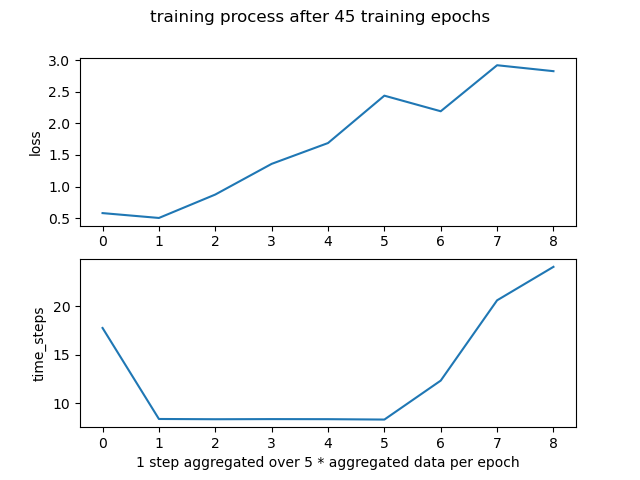 training process after 45 training epochs
3.0
2.5
2.0
1.5
1.0
0.5
loss
0 1 2 3 4 5 6 7 8
20
15
10
time_steps
0 1 2 3 4 5 6 7 8
1 step aggregated over 5 * aggregated data per epoch